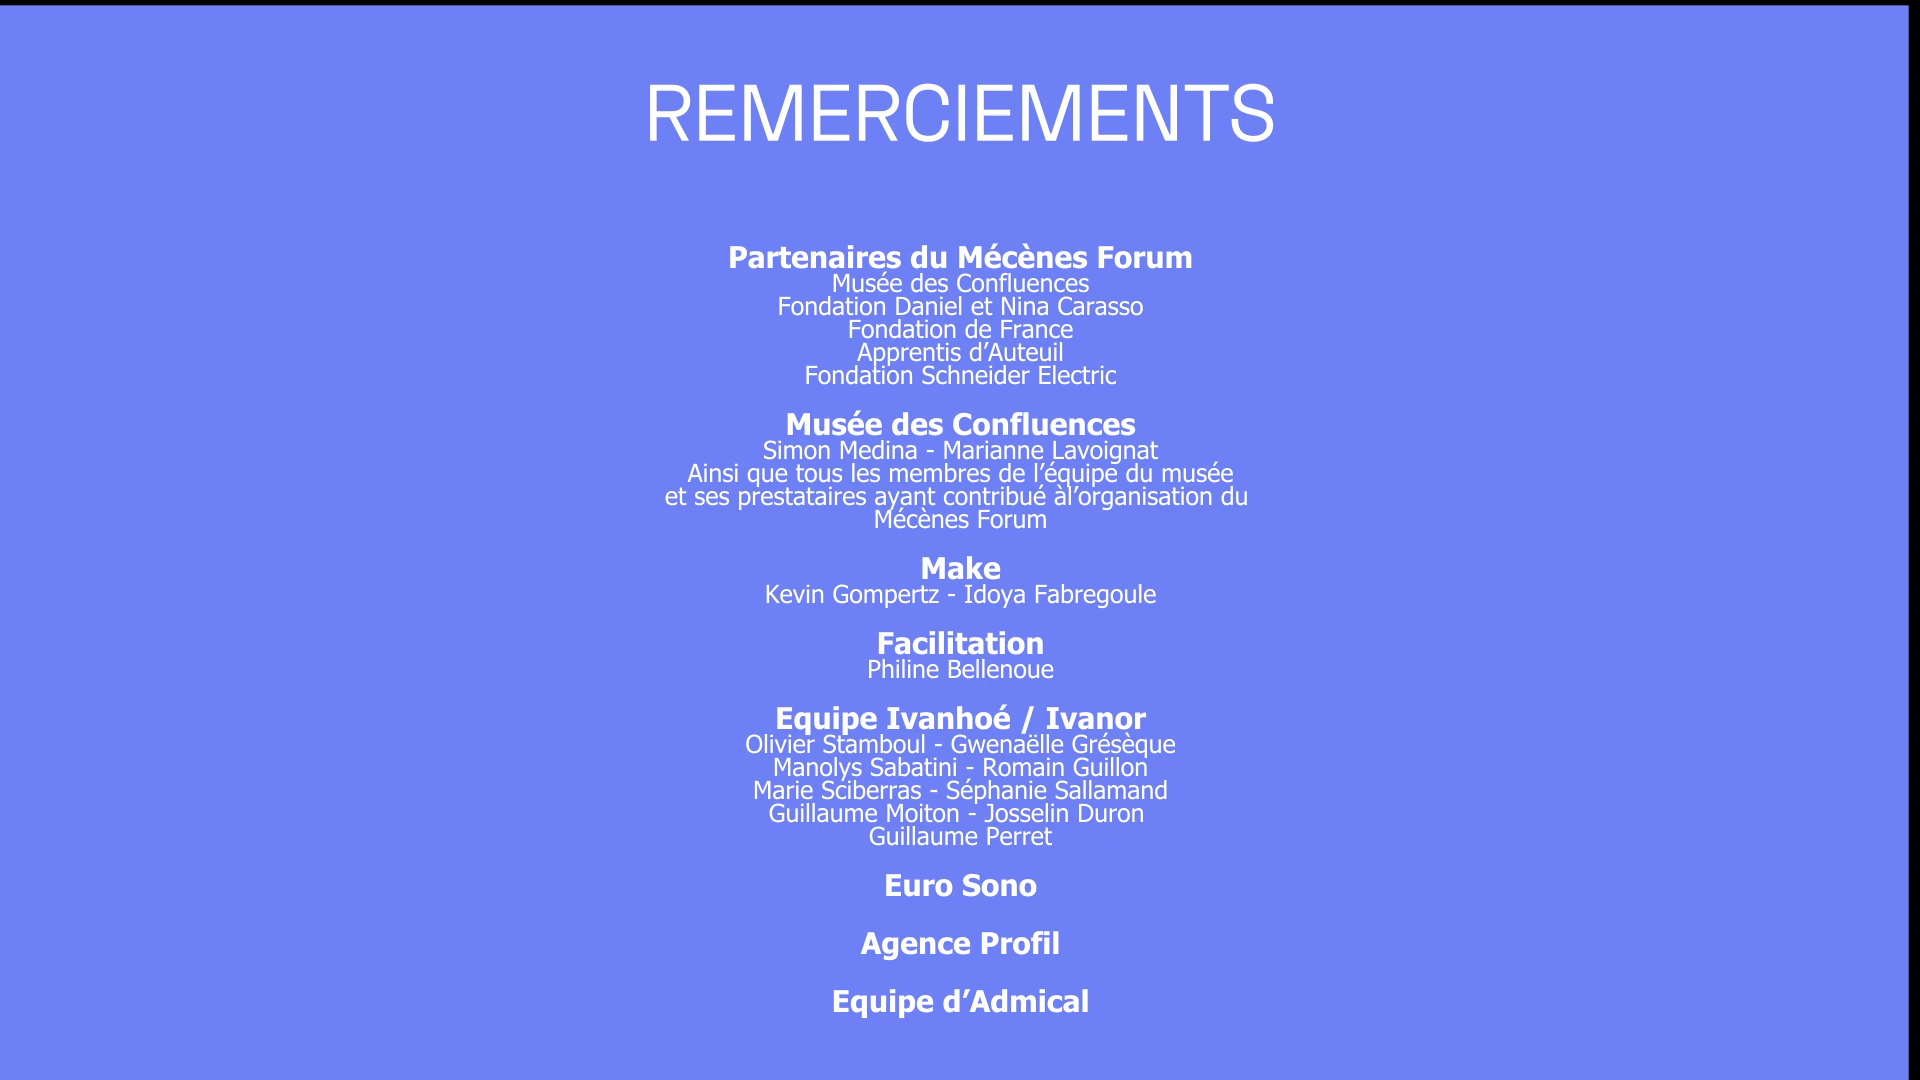 REMERCIEMENTS
Partenaires du Mécènes Forum
Musée des Confluences
Fondation Daniel et Nina Carasso
Fondation de France
Apprentis d’Auteuil
Fondation Schneider Electric
Musée des Confluences
Simon Medina - Marianne Lavoignat
Ainsi que tous les membres de l’équipe du musée
et ses prestataires ayant contribué àl’organisation du
Mécènes Forum
Make
Kevin Gompertz - Idoya Fabregoule
Facilitation
Philine Bellenoue
Equipe Ivanhoé / Ivanor
Olivier Stamboul - Gwenaëlle Grésèque
Manolys Sabatini - Romain Guillon
Marie Sciberras - Séphanie Sallamand
Guillaume Moiton - Josselin Duron
Guillaume Perret
Euro Sono
Agence Profil
Equipe d’Admical